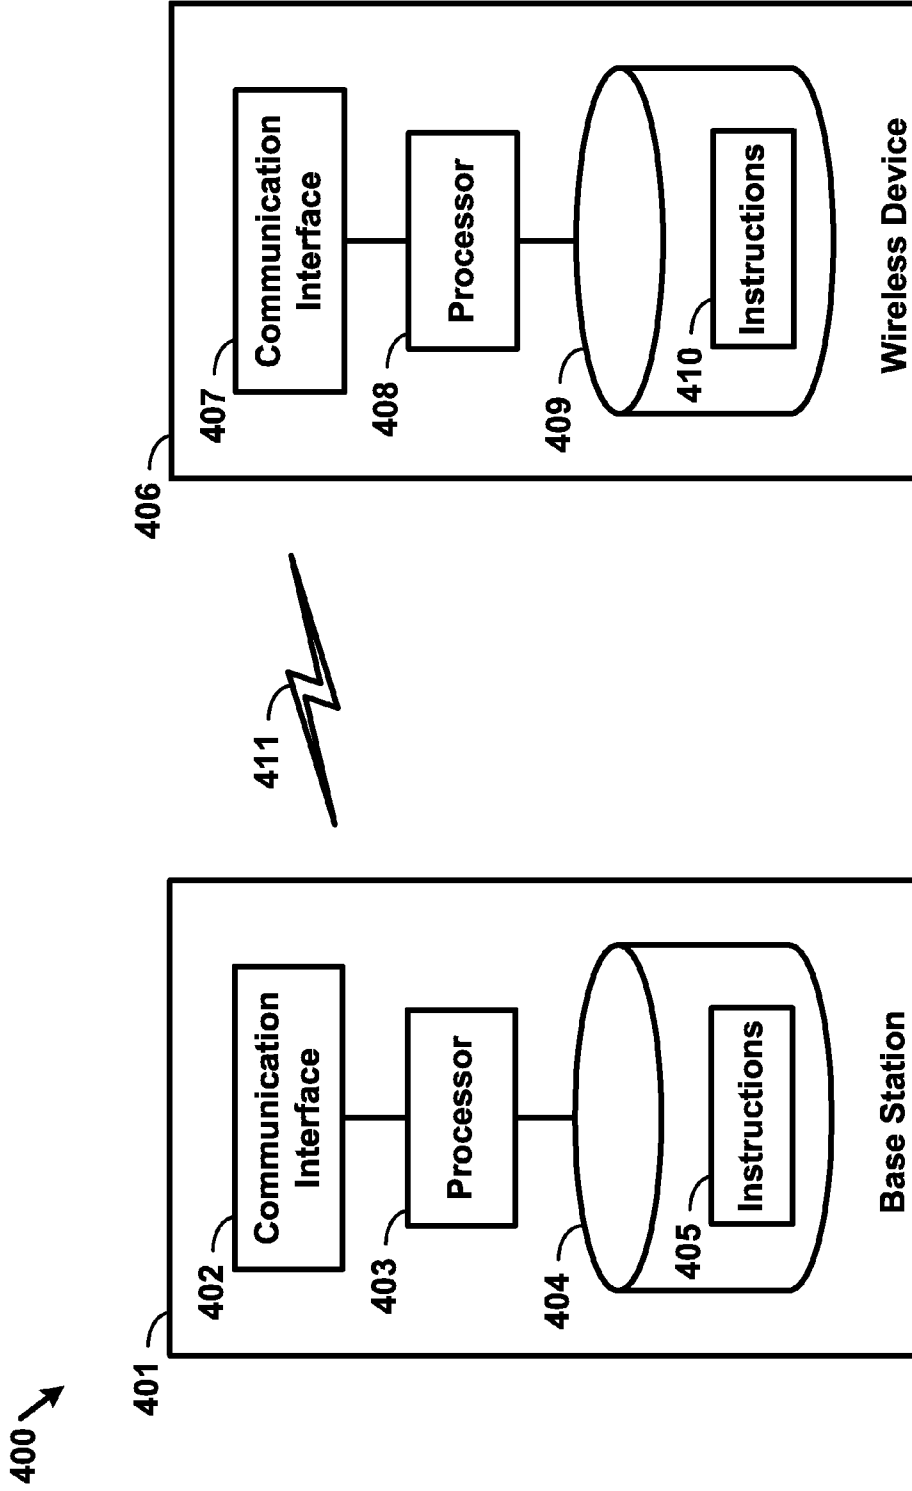 400
401
402
Communication
Interface
403
Processor
404
405
Instructions
Base Station
411
406
407
Communication
Interface
408
Processor
409
410
Instructions
Wireless Device